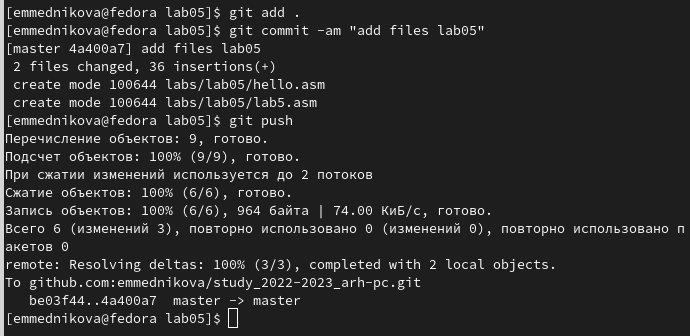 [emmednikova@fedora lab05]$ git add .
[emmednikova@fedora lab05]$ git commit -am "add files lab05"
[master 4a400a7] add files lab05
 2 files changed, 36 insertions(+)
 create mode 100644 labs/lab05/hello.asm
 create mode 100644 labs/lab05/lab5.asm
[emmednikova@fedora lab05]$ git push
Перечисление объектов: 9, готово.
Подсчет объектов: 100% (9/9), готово.
При сжатии изменений используется до 2 потоков
Сжатие объектов: 100% (6/6), готово.
Запись объектов: 100% (6/6), 964 байта | 74.00 КиБ/с, готово.
Всего 6 (изменений 3), повторно использовано 0 (изменений 0), повторно использовано п
акетов 0
remote: Resolving deltas: 100% (3/3), completed with 2 local objects.
To github.com:emmednikova/study_2022-2023_arh-pc.git
   be03f44..4a400a7  master -> master
[emmednikova@fedora lab05]$